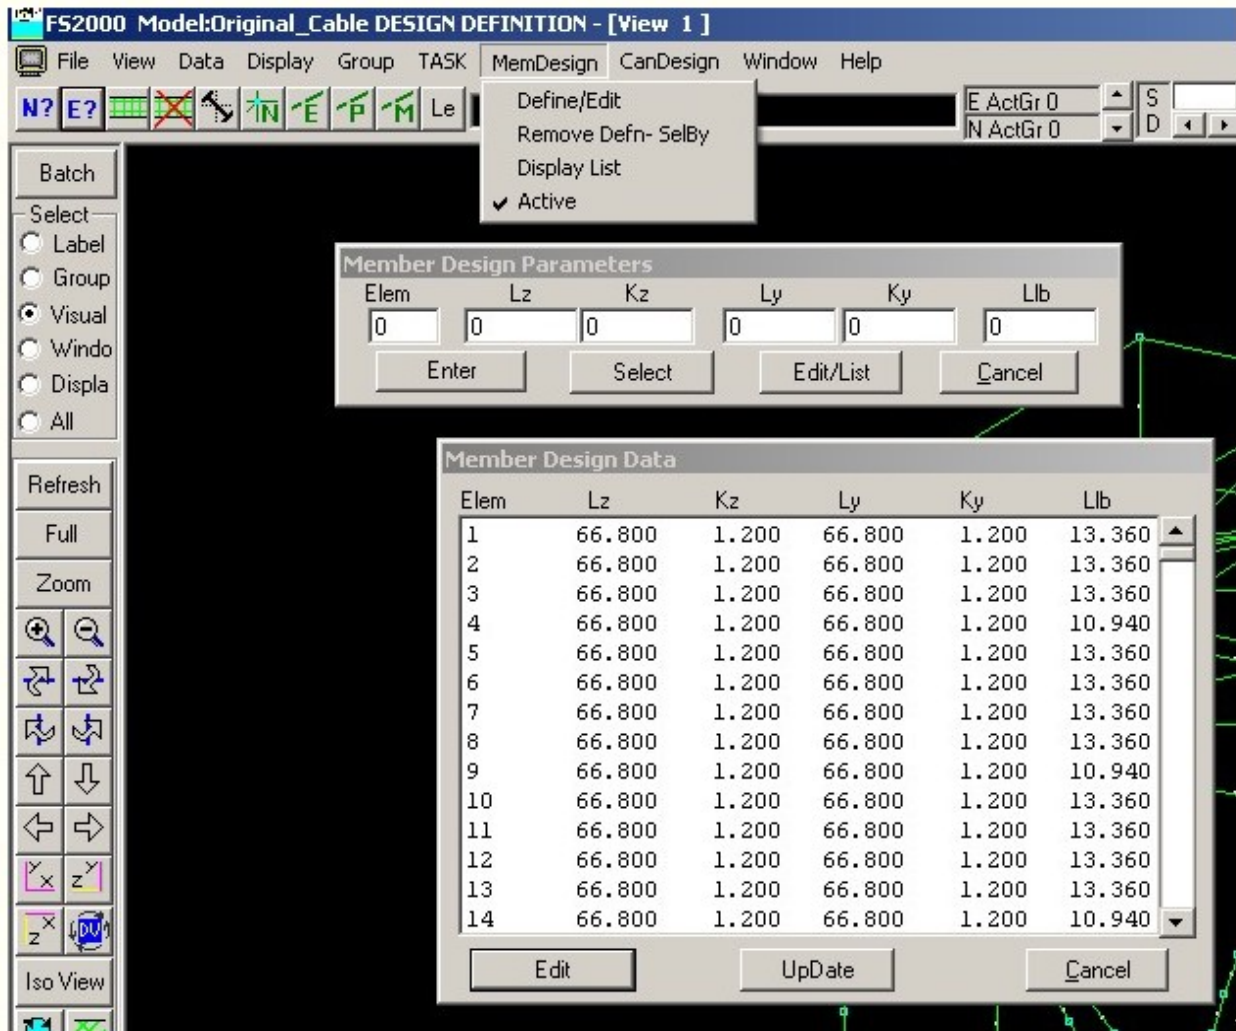 FS2000 Model:Original_Cable DESIGN DEFINITION - [View 1 ]
File View Data Display Group TASK MemDesign CanDesign Window Help
N? E? N E P M Le
E ActGr 0
N ActGr 0
S
D
Define/Edit
Remove Defn- SelBy
Display List
Active
Batch
Select
Label
Group
Visual
Windo
Displa
All
Refresh
Full
Zoom
Y X Z Y
Z X DV
Iso View
Member Design Parameters
Elem Lz Kz Ly Ky Llb
0 0 0 0 0 0
Enter Select Edit/List Cancel
Member Design Data
Elem Lz Kz Ly Ky Llb
1 66.800 1.200 66.800 1.200 13.360
2 66.800 1.200 66.800 1.200 13.360
3 66.800 1.200 66.800 1.200 13.360
4 66.800 1.200 66.800 1.200 10.940
5 66.800 1.200 66.800 1.200 13.360
6 66.800 1.200 66.800 1.200 13.360
7 66.800 1.200 66.800 1.200 13.360
8 66.800 1.200 66.800 1.200 13.360
9 66.800 1.200 66.800 1.200 10.940
10 66.800 1.200 66.800 1.200 13.360
11 66.800 1.200 66.800 1.200 13.360
12 66.800 1.200 66.800 1.200 13.360
13 66.800 1.200 66.800 1.200 13.360
14 66.800 1.200 66.800 1.200 10.940
Edit UpDate Cancel